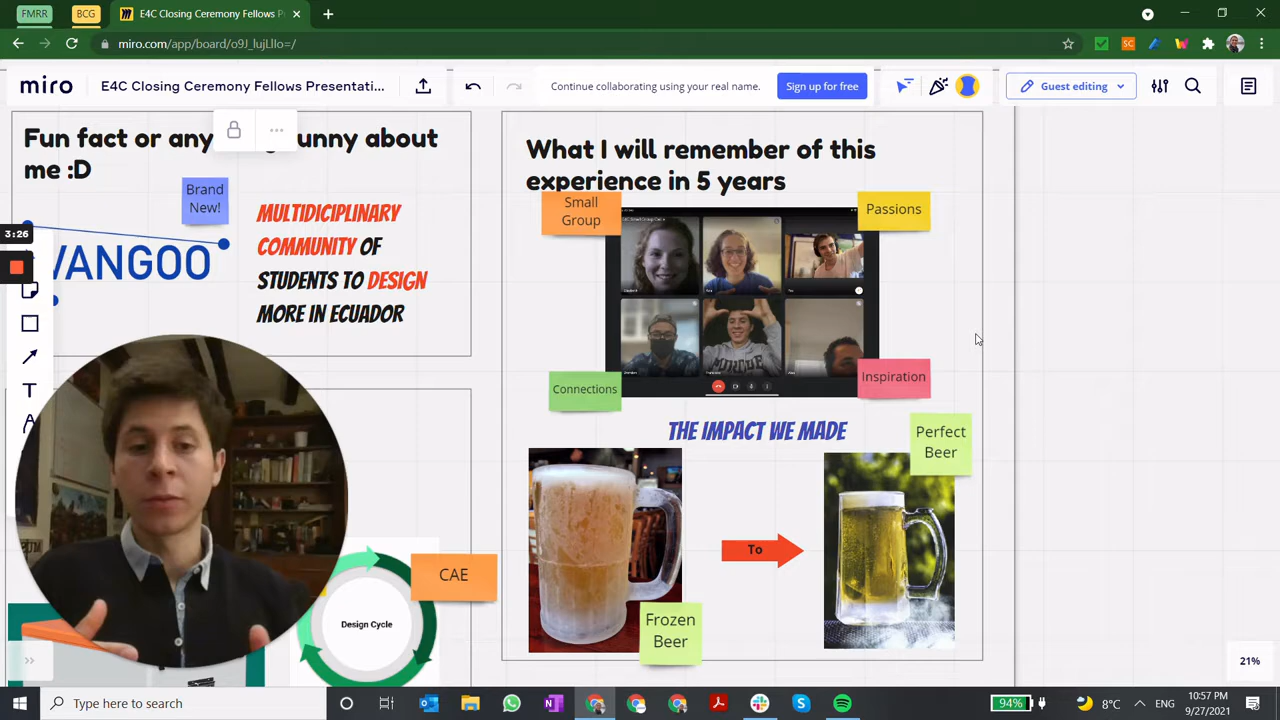 FMRR
BCG
E4C Closing Ceremony Fellows P
miro.com/app/board/o9J_lujLlIo=/
miro
E4C Closing Ceremony Fellows Presentati...
Continue collaborating using your real name.
Sign up for free
Guest editing
Fun fact or any
unny about
me :D
Brand
New!
VANGOO
MULTIDICIPLINARY
COMMUNITY OF
STUDENTS TO DESIGN
MORE IN ECUADOR
3:26
What I will remember of this
experience in 5 years
Small
Group
Passions
Connections
Inspiration
THE IMPACT WE MADE
Perfect
Beer
To
Frozen
Beer
CAE
Design Cycle
21%
Type here to search
94%
8°C
ENG
10:57 PM
9/27/2021